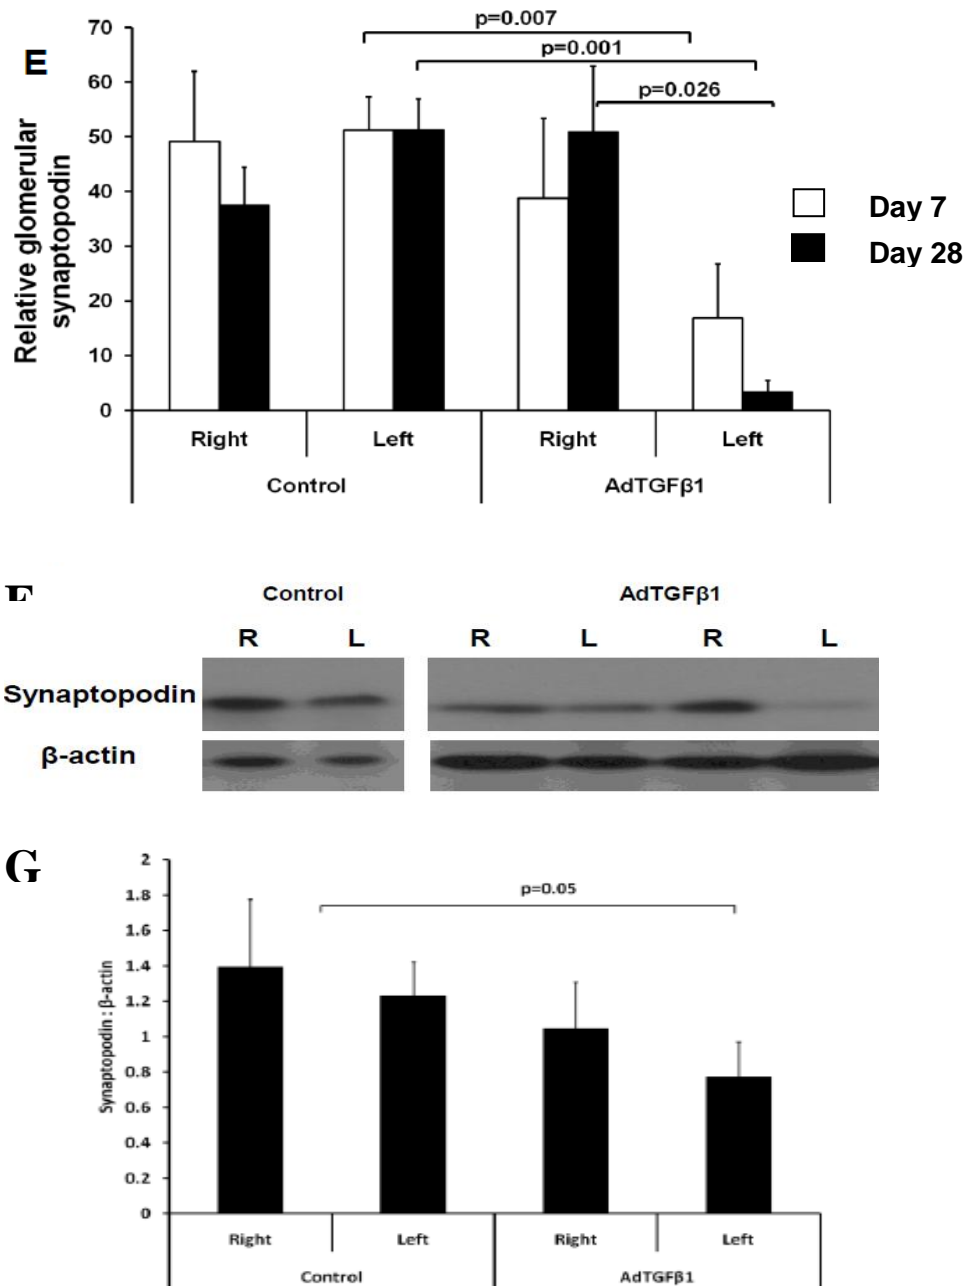 E
p=0.007
p=0.001
p=0.026
70
60
50
40
30
20
10
0
Relative glomerular
synaptopodin
Day 7
Day 28
Right Left Right Left
Control AdTGFβ1
Control AdTGFβ1
R L R L R L
Synaptopodin
β-actin
G
p=0.05
2
1.8
1.6
1.4
1.2
1
0.8
0.6
0.4
0.2
0
Synaptopodin : β-actin
Right Left Right Left
Control AdTGFβ1